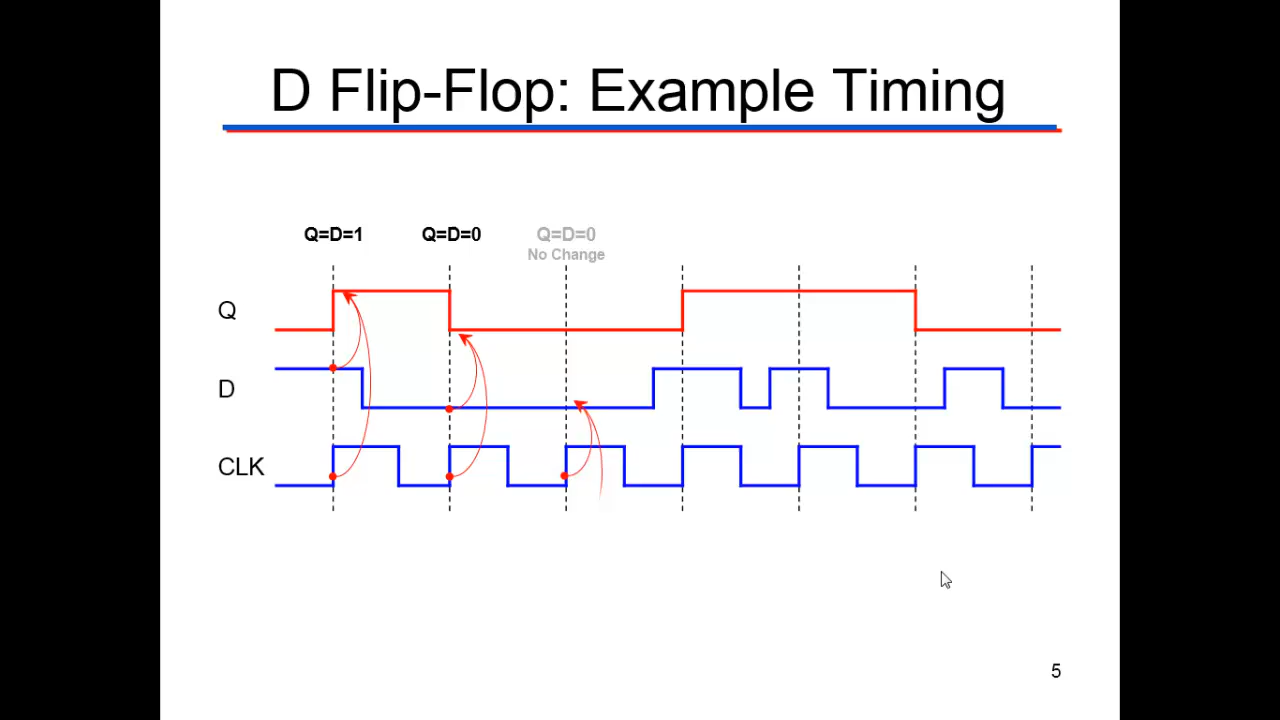 D Flip-Flop: Example Timing
Q=D=1 Q=D=0 Q=D=0
No Change
Q
D
CLK
5